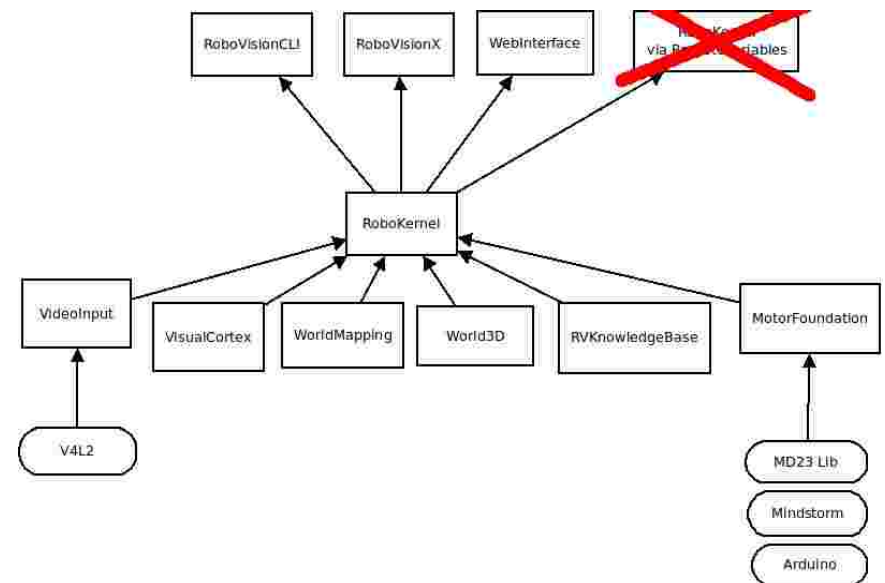 RoboVisionCLI
RoboVisionX
WebInterface
via
RoboKernel
VideoInput
VisualCortex
WorldMapping
World3D
RVKnowledgeBase
MotorFoundation
V4L2
MD23 Lib
Mindstorm
Arduino